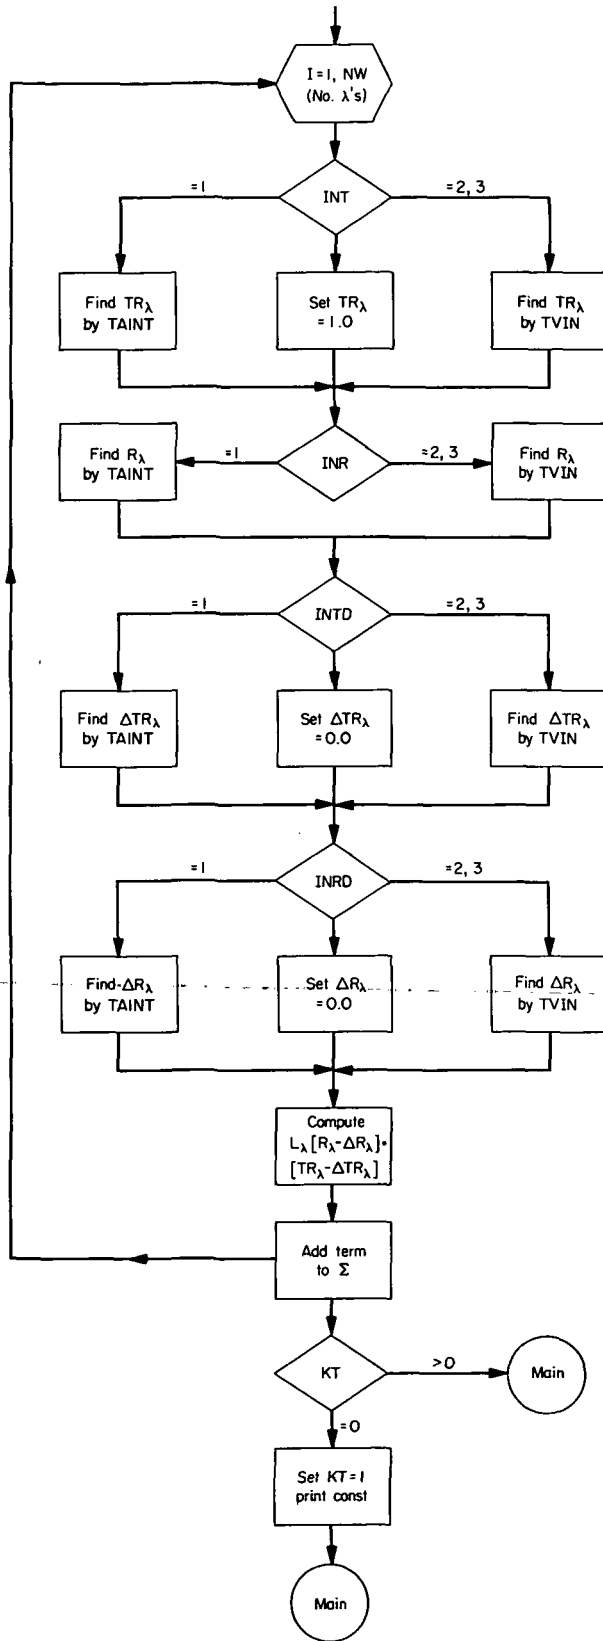 I=1, NW
(No. λ's)
=1
INT
=2, 3
Find TRλ
by TAINT
Set TRλ
=1.0
Find TRλ
by TVIN
Find Rλ
by TAINT
=1
INR
=2, 3
Find Rλ
by TVIN
=1
INTD
=2, 3
Find ΔTRλ
by TAINT
Set ΔTRλ
=0.0
Find ΔTRλ
by TVIN
=1
INRD
=2, 3
Find-ΔRλ
by TAINT
Set ΔRλ
=0.0
Find ΔRλ
by TVIN
Compute
Lλ[Rλ-ΔRλ]•
[TRλ-ΔTRλ]
Add term
to Σ
KT
>0
Main
=0
Set KT=1
print const
Main